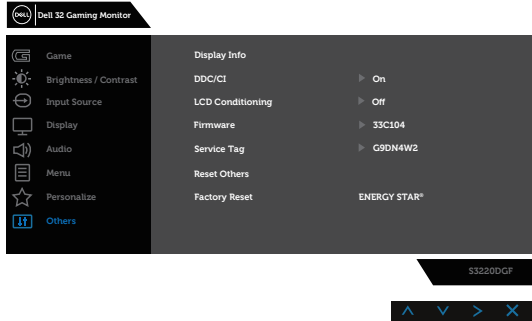 DELL Dell 32 Gaming Monitor
Game Display Info
Brightness / Contrast DDC/CI On
Input Source LCD Conditioning Off
Display Firmware 33C104
Audio Service Tag G9DN4W2
Menu Reset Others
Personalize Factory Reset ENERGY STAR®
Others
S3220DGF